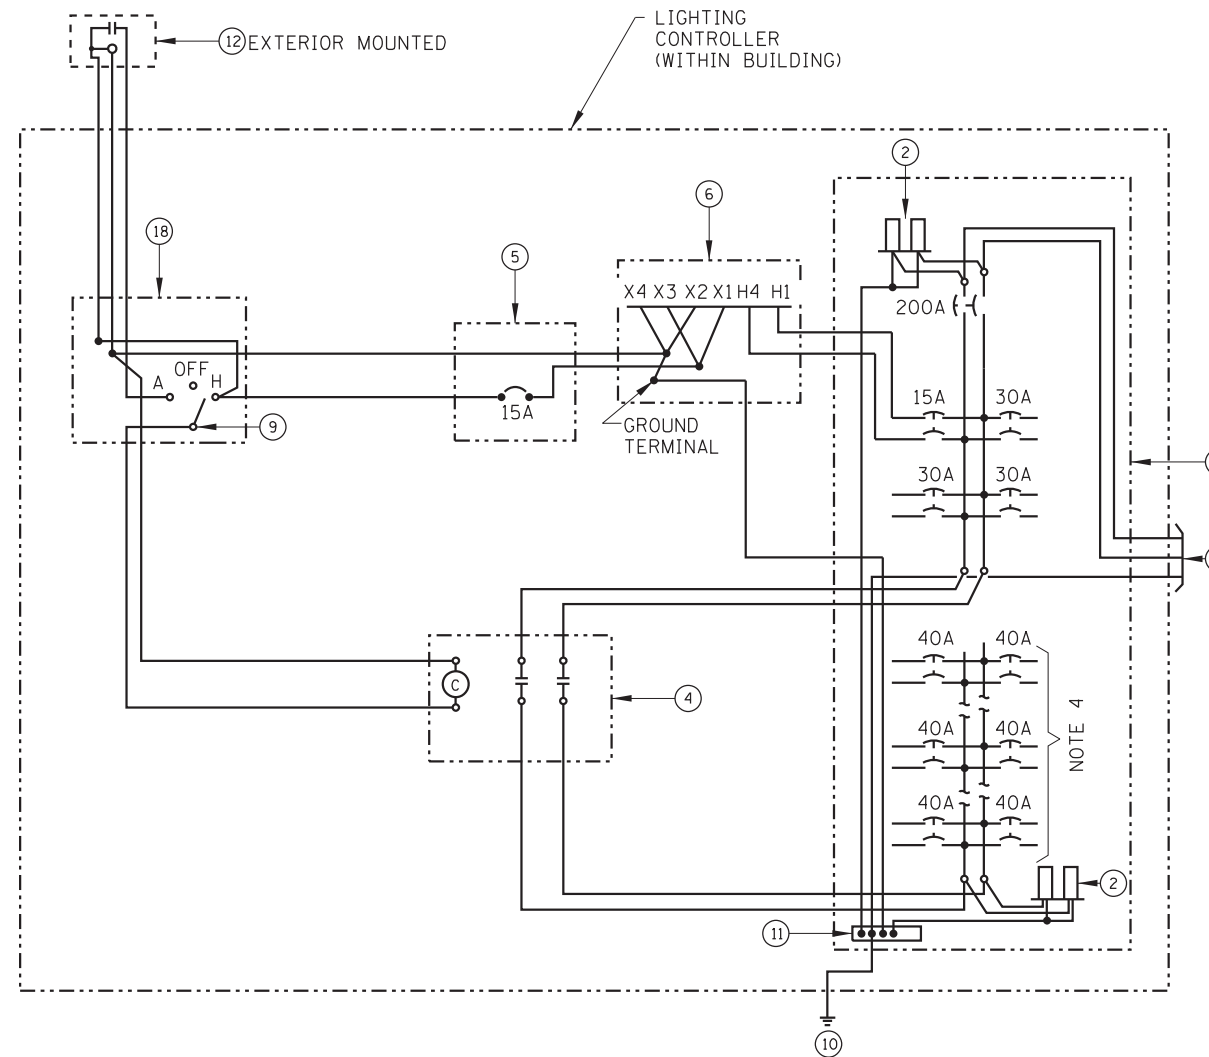 LIGHTING
CONTROLLER
(WITHIN BUILDING)
12 EXTERIOR MOUNTED
2
6
18
5
X4 X3 X2 X1 H4 H1
200A
OFF
A H
15A
9
GROUND
TERMINAL
15A 30A
30A 30A
40A 40A
C
4
40A 40A
NOTE 4
40A 40A
2
11
10